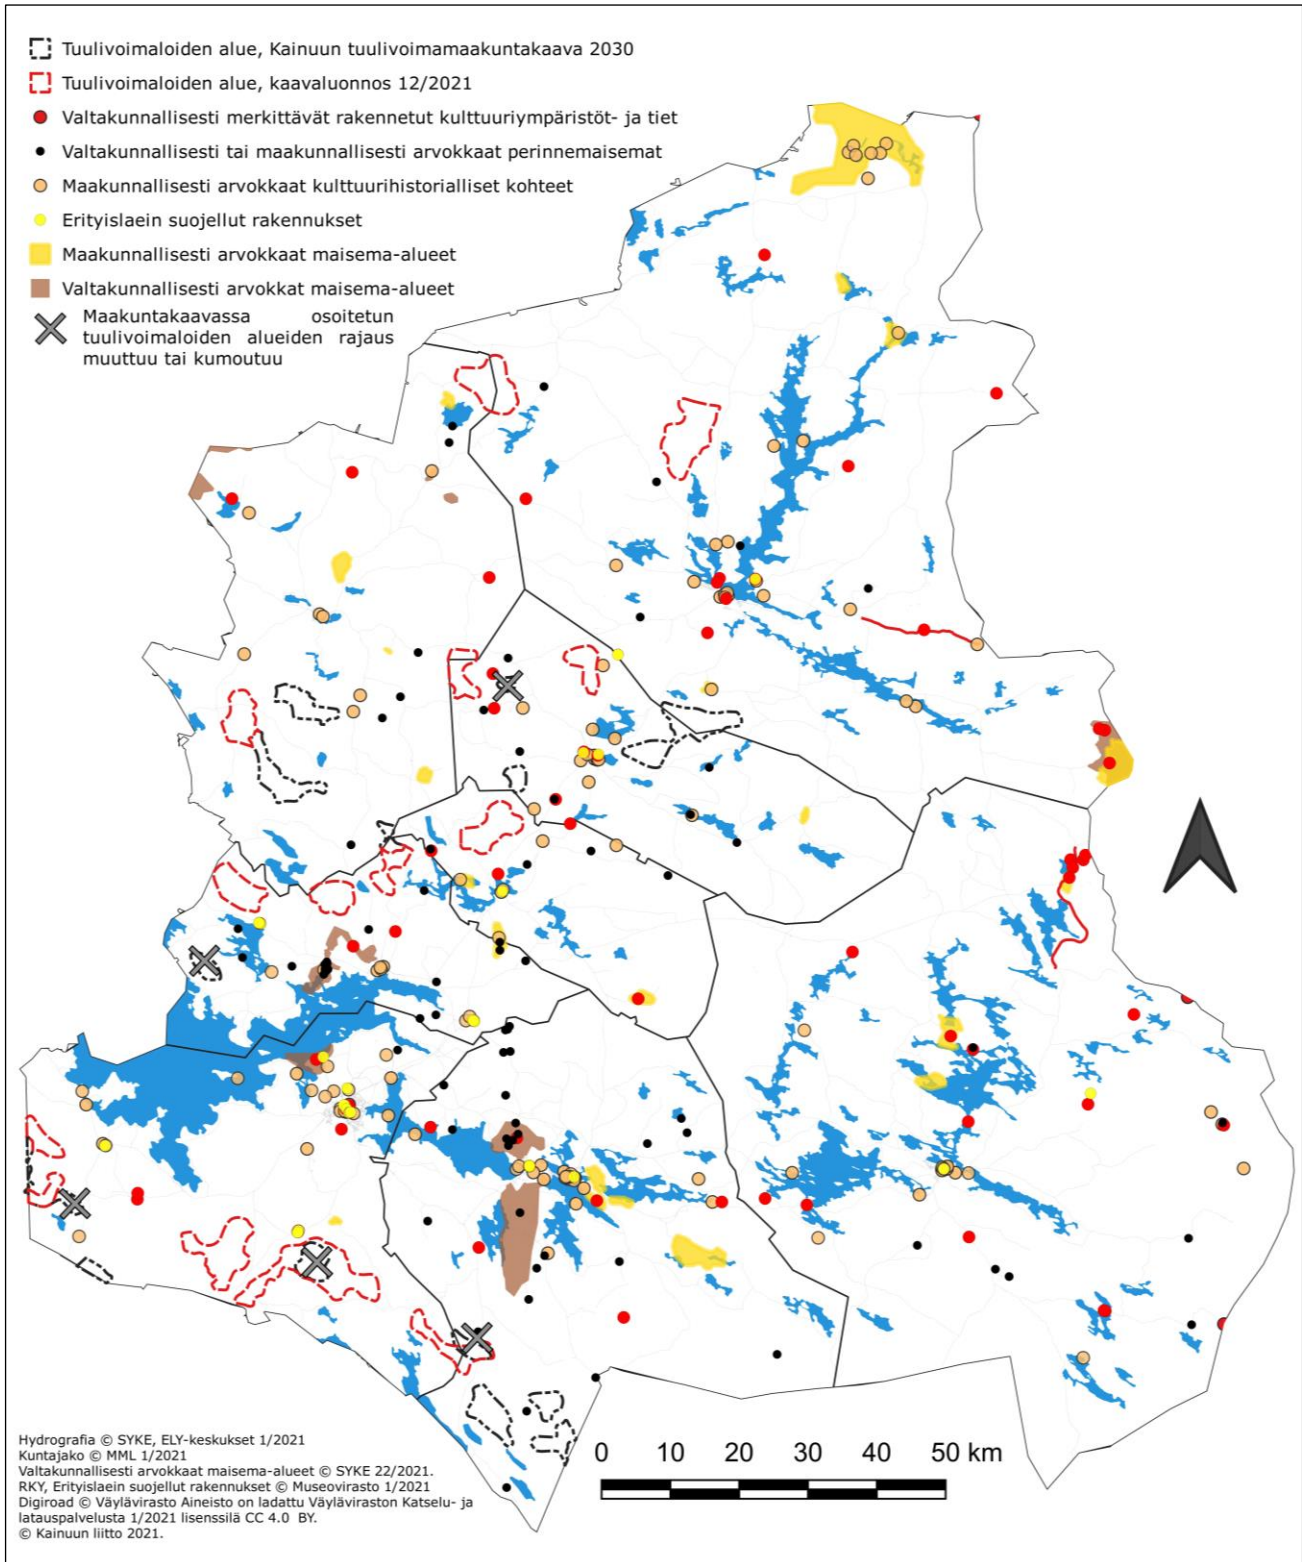 Tuulivoimaloiden alue, Kainuun tuulivoimamaakuntakaava 2030
Tuulivoimaloiden alue, kaavaluonnos 12/2021
Valtakunnallisesti merkittävät rakennetut kulttuuriympäristöt- ja tiet
Valtakunnallisesti tai maakunnallisesti arvokkaat perinnemaisemat
Maakunnallisesti arvokkaat kulttuurihistorialliset kohteet
Erityislaein suojellut rakennukset
Maakunnallisesti arvokkaat maisema-alueet
Valtakunnallisesti arvokkat maisema-alueet
Maakuntakaavassa osoitetun
tuulivoimaloiden alueiden rajaus
muuttuu tai kumoutuu
0 10 20 30 40 50 km
Hydrografia © SYKE, ELY-keskukset 1/2021
Kuntajako © MML 1/2021
Valtakunnallisesti arvokkaat maisema-alueet © SYKE 22/2021.
RKY, Erityislaein suojellut rakennukset © Museovirasto 1/2021
Digiroad © Väylävirasto Aineisto on ladattu Väyläviraston Katselu- ja
latauspalvelusta 1/2021 lisenssilä CC 4.0 BY.
© Kainuun liitto 2021.